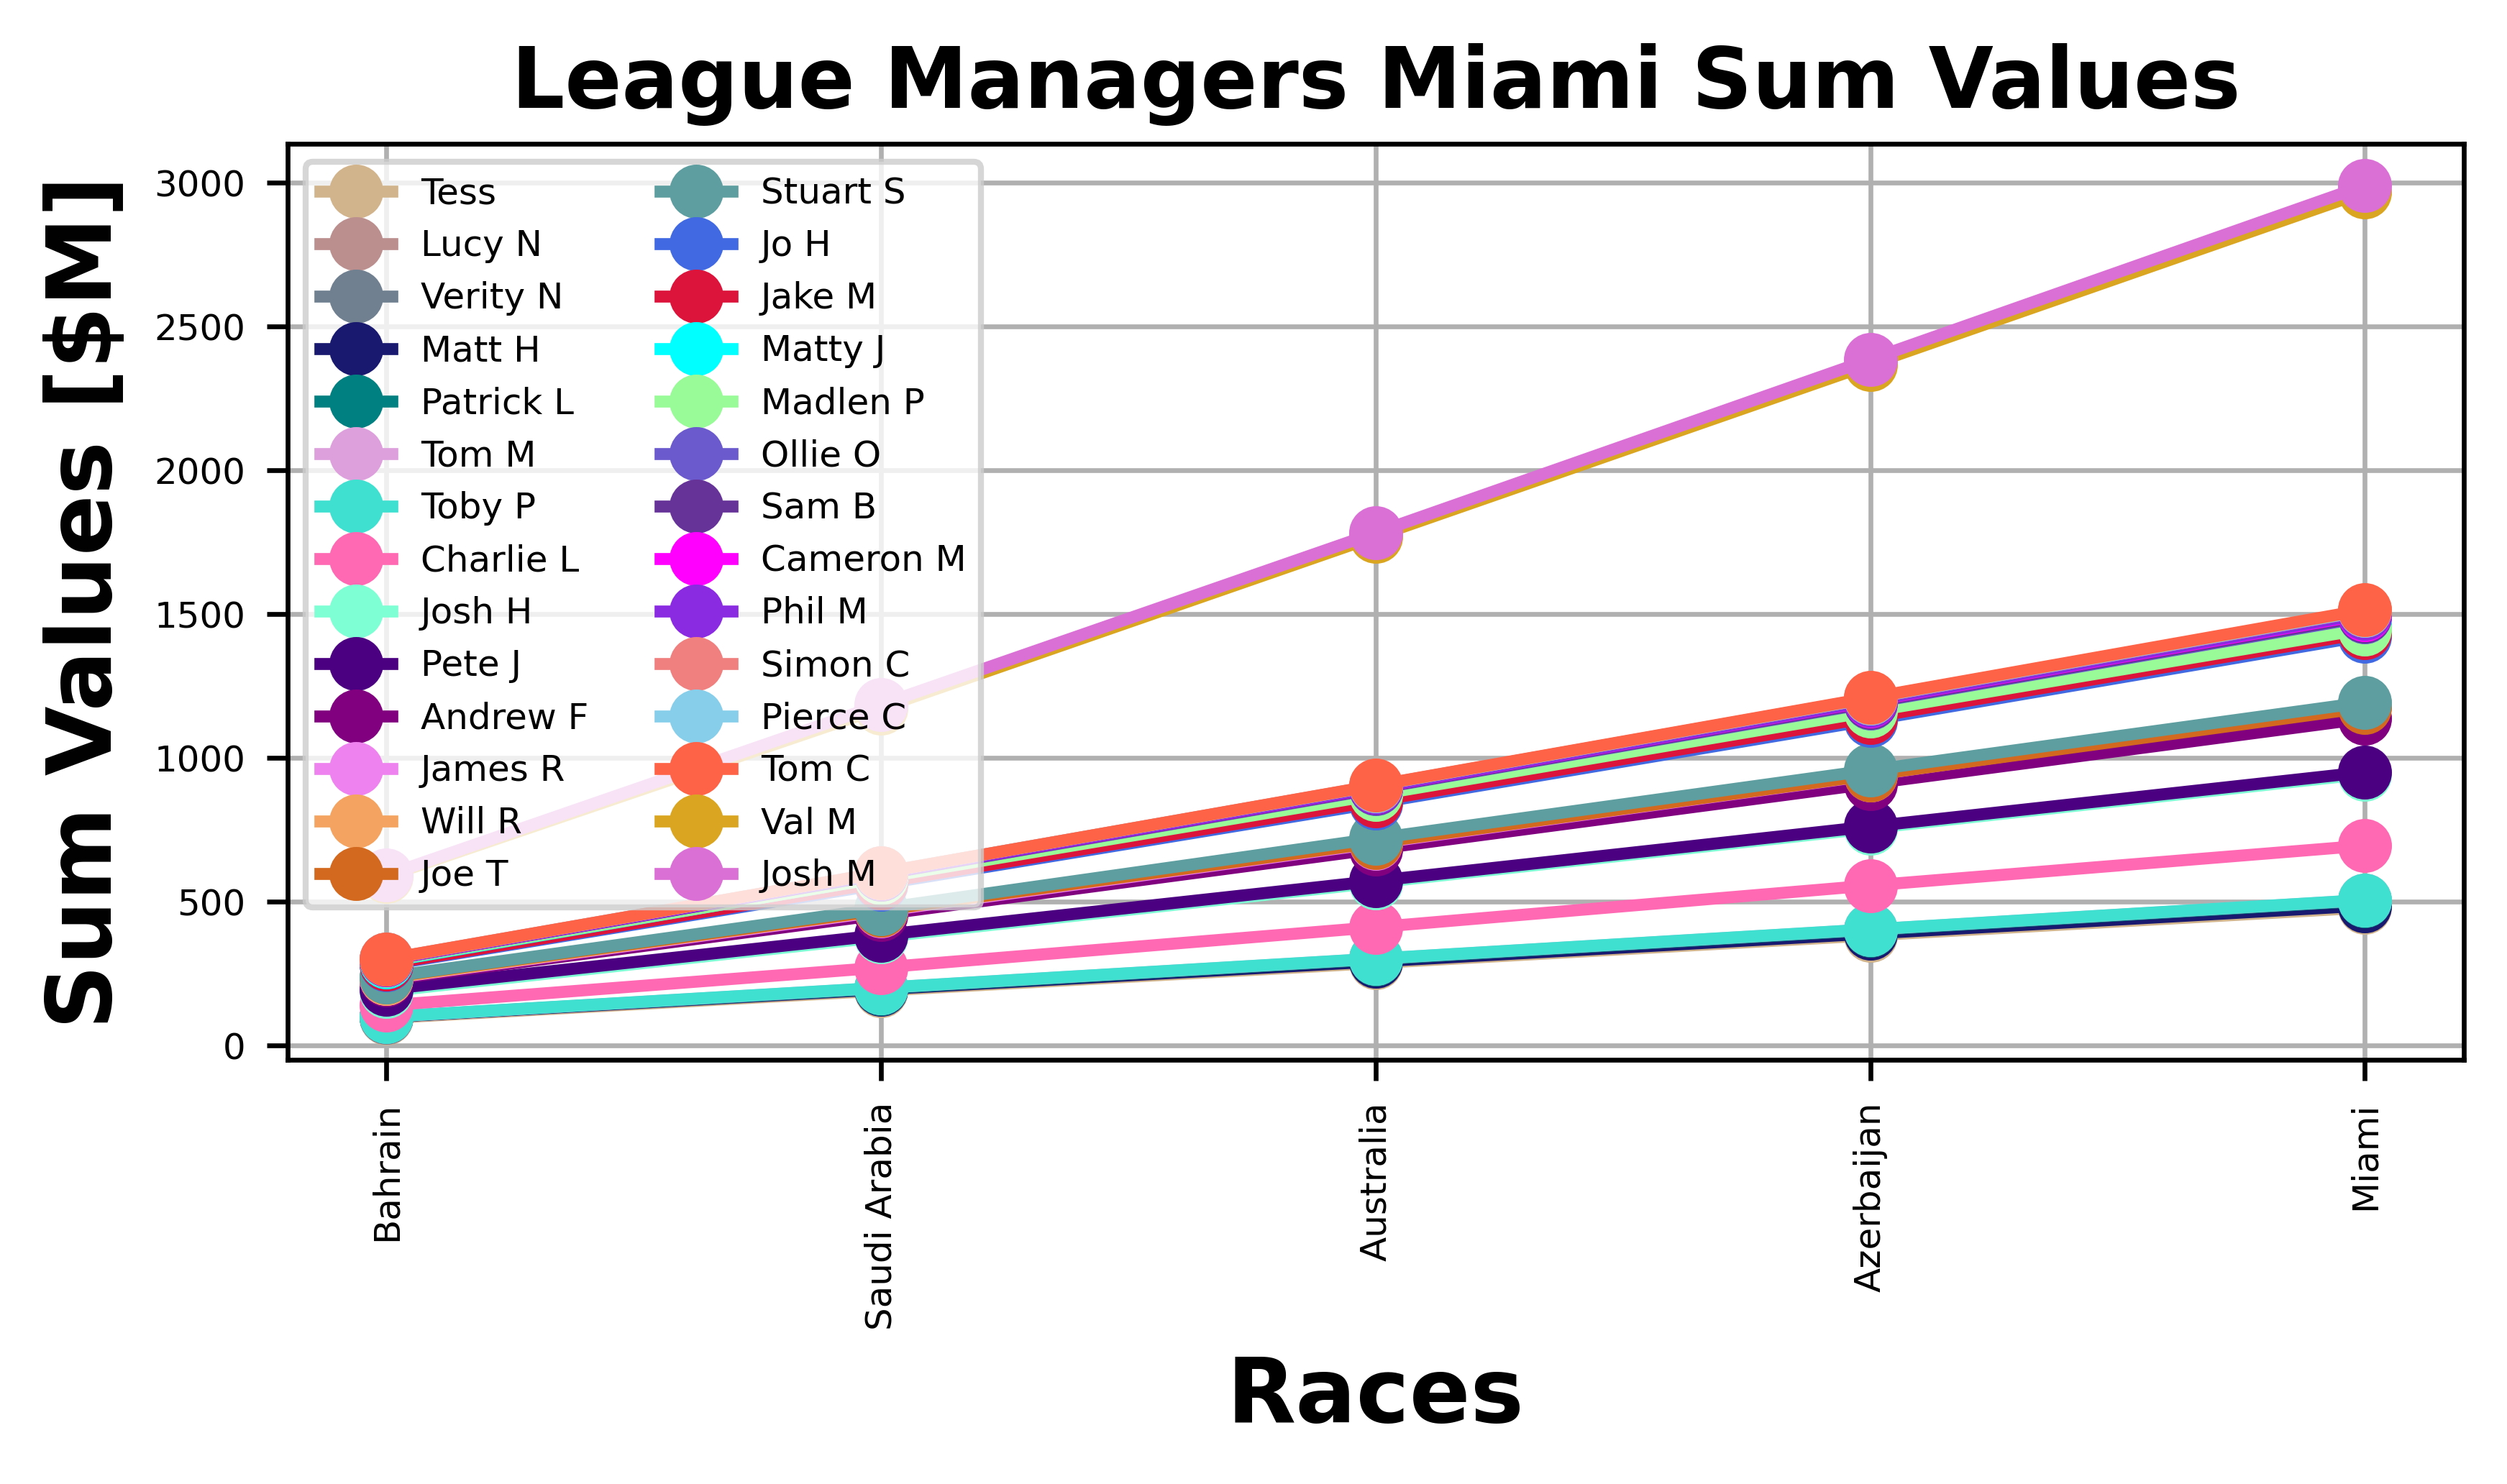 League Managers Miami Sum Values
Sum Values [$M]
3000
2500
2000
1500
1000
500
0
Tess
Lucy N
Verity N
Matt H
Patrick L
Tom M
Toby P
Charlie L
Josh H
Pete J
Andrew F
James R
Will R
Joe T
Stuart S
Jo H
Jake M
Matty J
Madlen P
Ollie O
Sam B
Cameron M
Phil M
Simon C
Pierce C
Tom C
Val M
Josh M
Bahrain
Saudi Arabia
Australia
Azerbaijan
Miami
Races